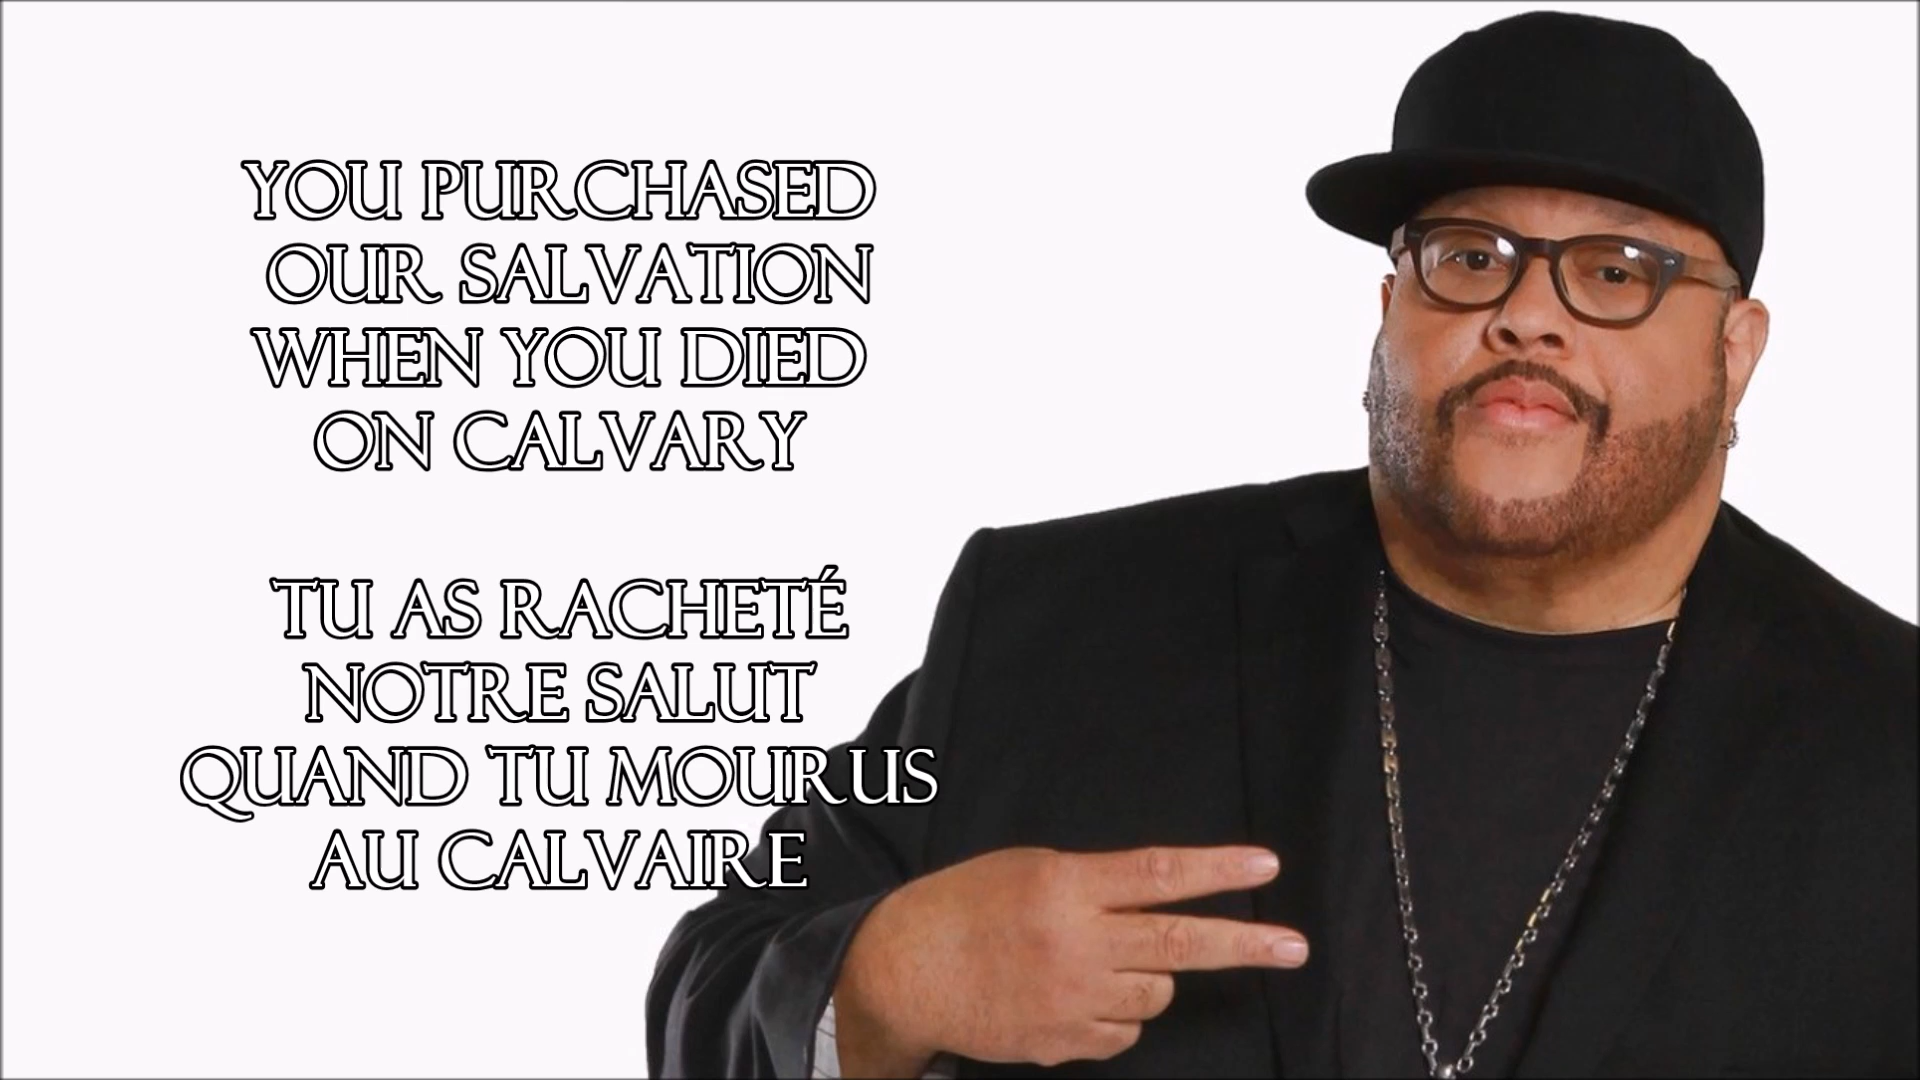 YOU PURCHASED
OUR SALVATION
WHEN YOU DIED
ON CALVARY
TU AS RACHETÉ
NOTRE SALUT
QUAND TU MOURUS
AU CALVAIRE